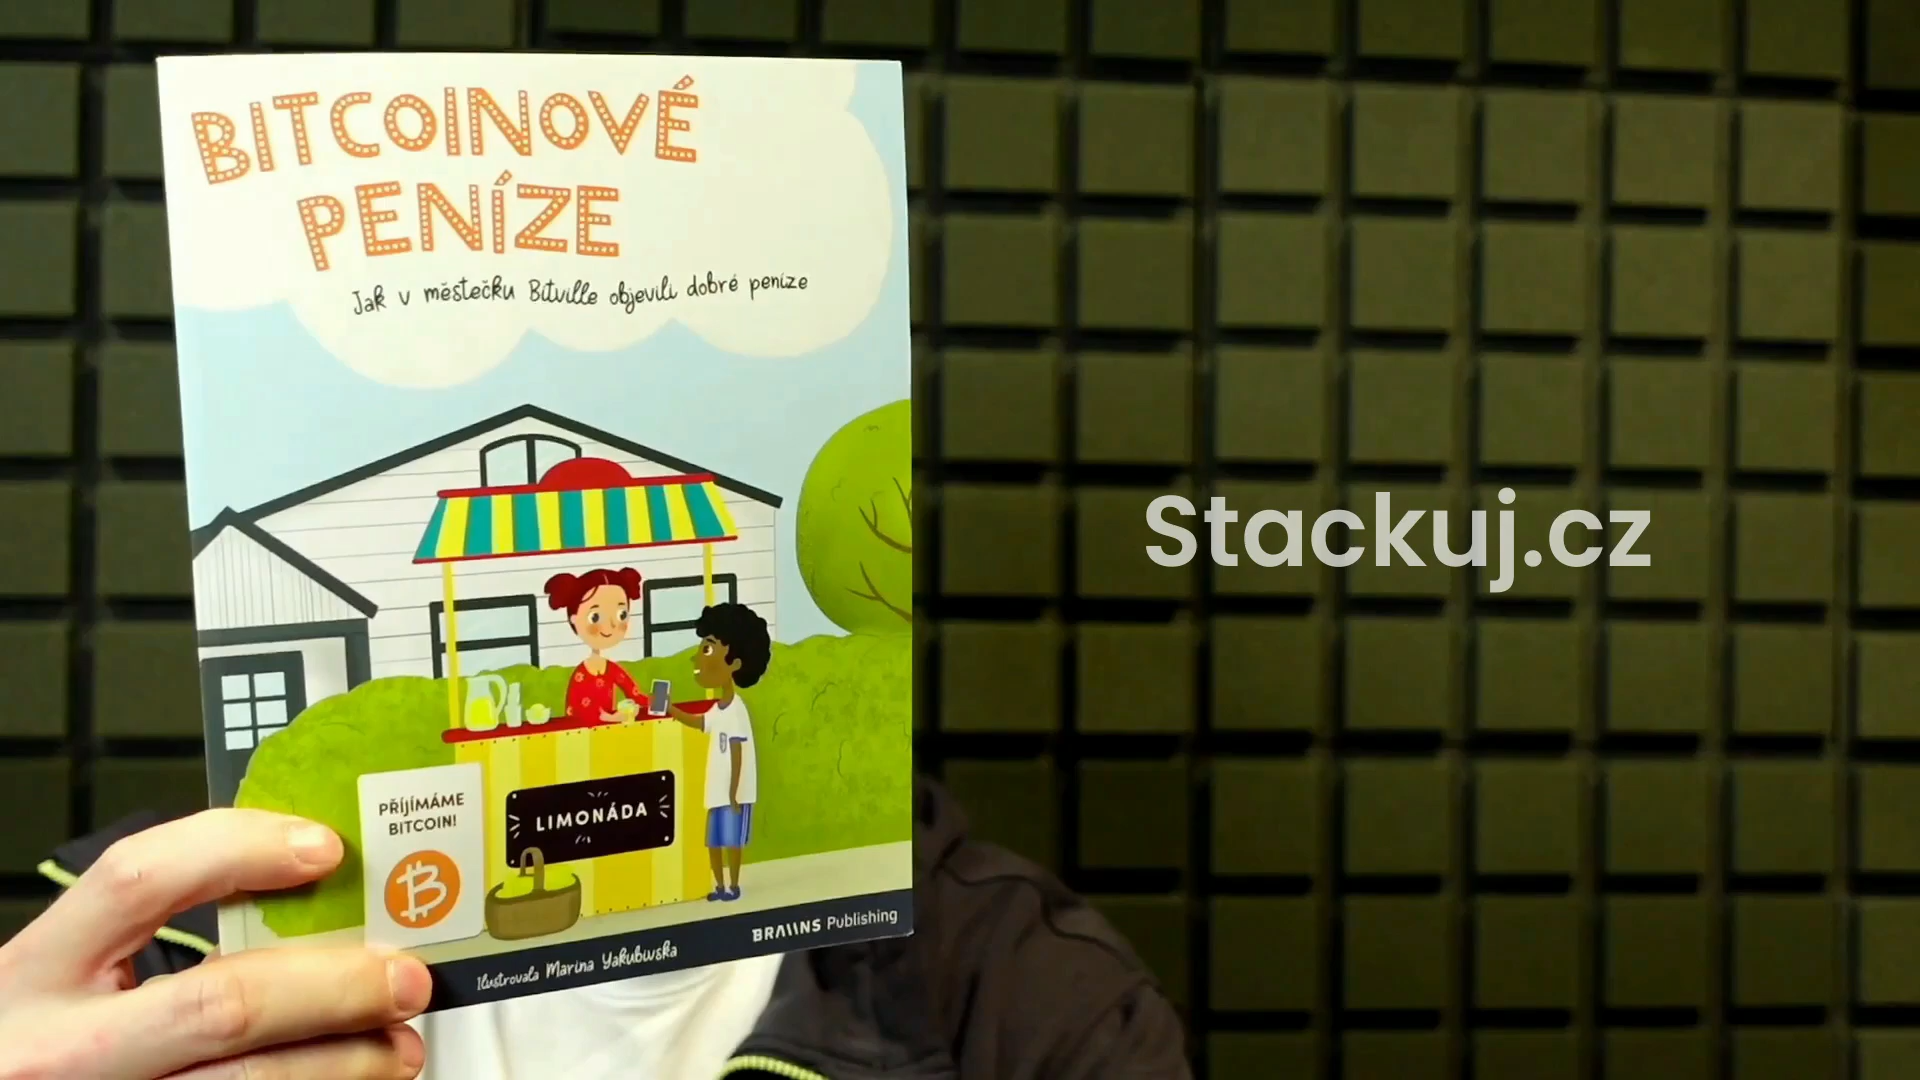 BITCOINOVÉ
PENÍZE
Jak v městečku Bitville objevili dobré peníze
Stackuj.cz
PŘIJÍMÁME
BITCOIN!
LIMONÁDA
BRAIINS Publishing
Ilustrovala Marina Yakubivska